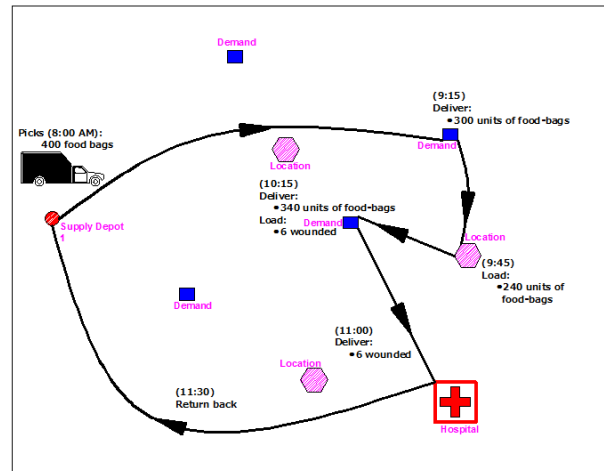 Demand
(9:15)
Deliver:
•300 units of food-bags
Demand
Picks (8:00 AM):
400 food bags
Location
(10:15)
Deliver:
•340 units of food-bags
Load:
•6 wounded
Demand
Supply Depot
1
Location
(9:45)
Load:
•240 units of
food-bags
Demand
(11:00)
Deliver:
•6 wounded
Location
(11:30)
Return back
Hospital